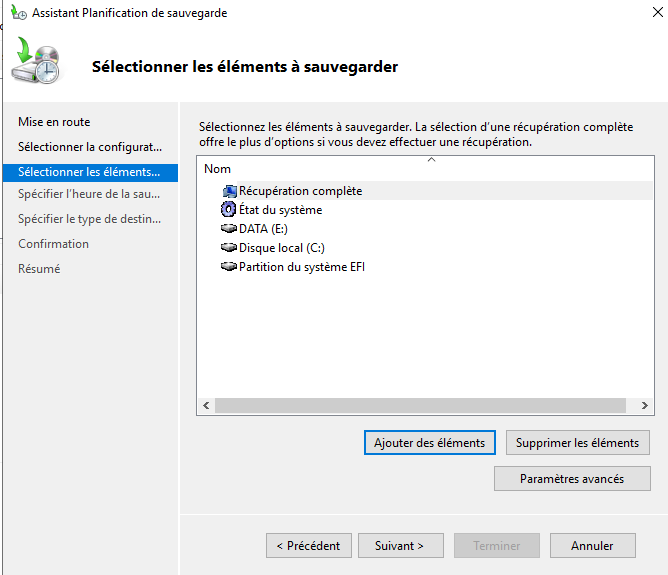 Assistant Planification de sauvegarde
Sélectionner les éléments à sauvegarder
Mise en route
Sélectionner la configurat...
Sélectionner les éléments...
Spécifier l'heure de la sau...
Spécifier le type de destin...
Confirmation
Résumé
Sélectionnez les éléments à sauvegarder. La sélection d'une récupération complète
offre le plus d'options si vous devez effectuer une récupération.
Nom
Récupération complète
État du système
DATA (E:)
Disque local (C:)
Partition du système EFI
Ajouter des éléments
Supprimer les éléments
Paramètres avancés
< Précédent
Suivant >
Terminer
Annuler